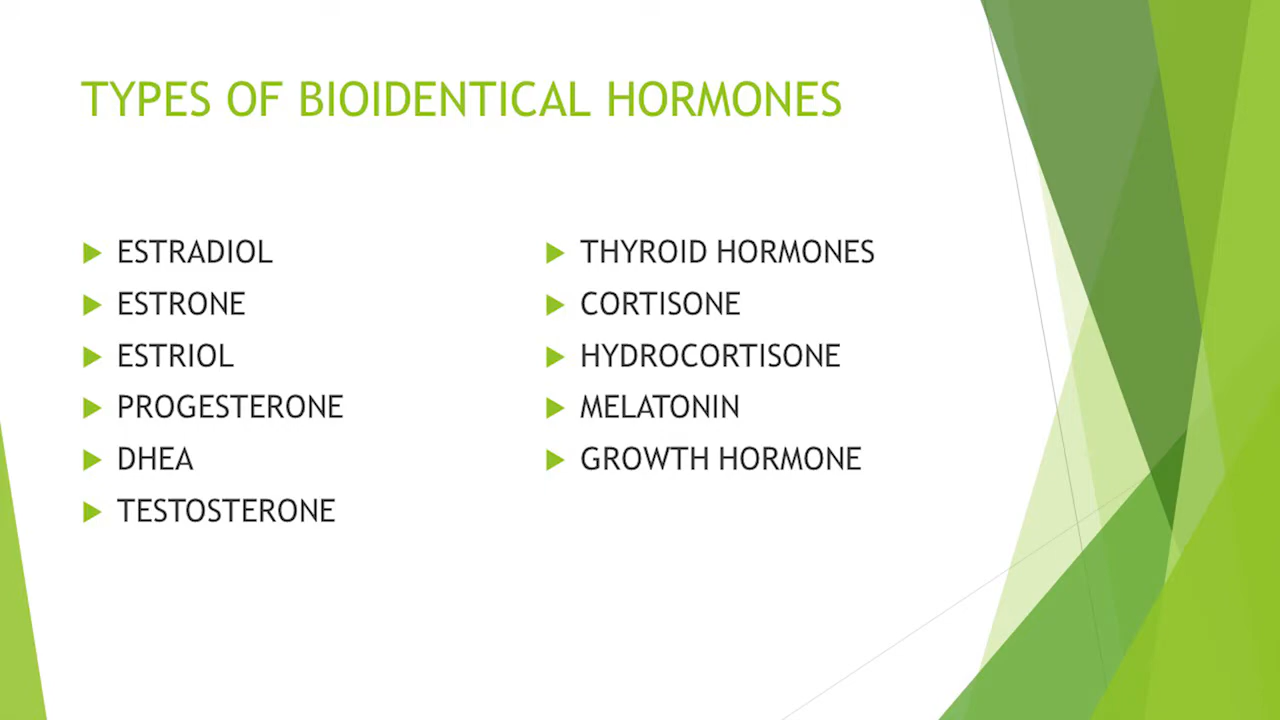 TYPES OF BIOIDENTICAL HORMONES
ESTRADIOL
ESTRONE
ESTRIOL
PROGESTERONE
DHEA
TESTOSTERONE
THYROID HORMONES
CORTISONE
HYDROCORTISONE
MELATONIN
GROWTH HORMONE